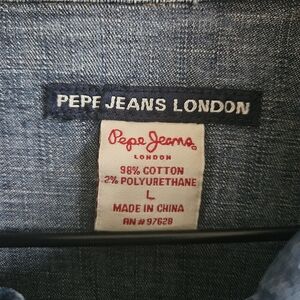 PEPE JEANS LONDON
Pepe Jeans
LONDON
98% COTTON
2% POLYURETHANE
L
MADE IN CHINA
RN# 97628